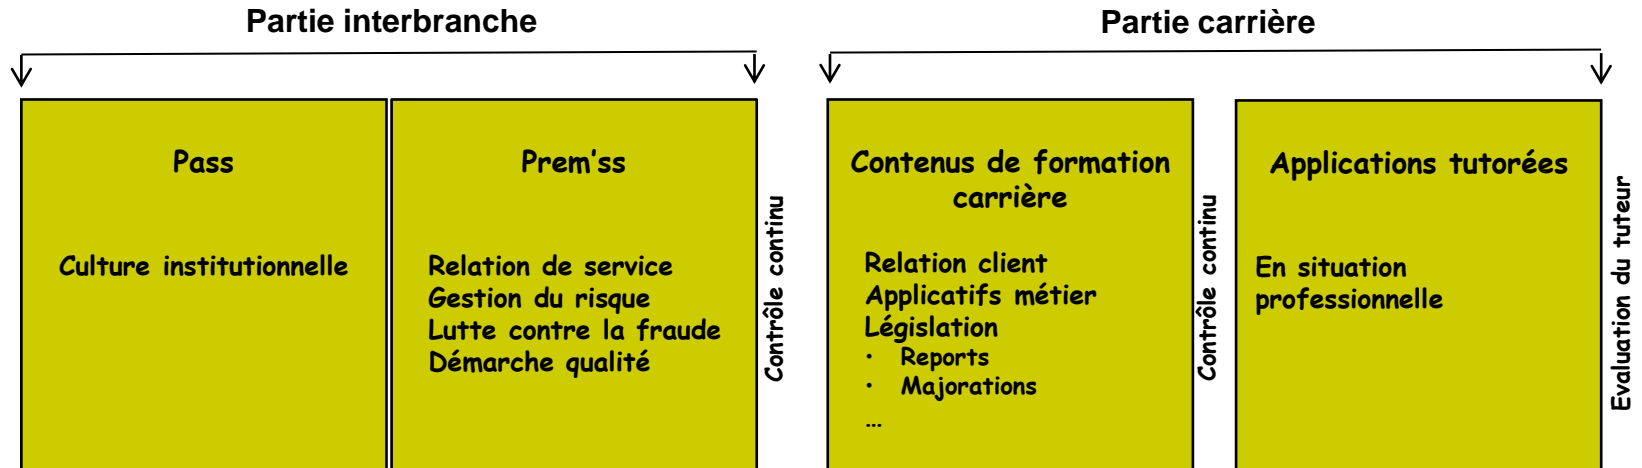 Partie interbranche
Partie carrière
Pass
Culture institutionnelle
Prem'ss
Relation de service
Gestion du risque
Lutte contre la fraude
Démarche qualité
Contrôle continu
Contenus de formation
carrière
Relation client
Applicatifs métier
Législation
• Reports
• Majorations
…
Contrôle continu
Applications tutorées
En situation
professionnelle
Evaluation du tuteur